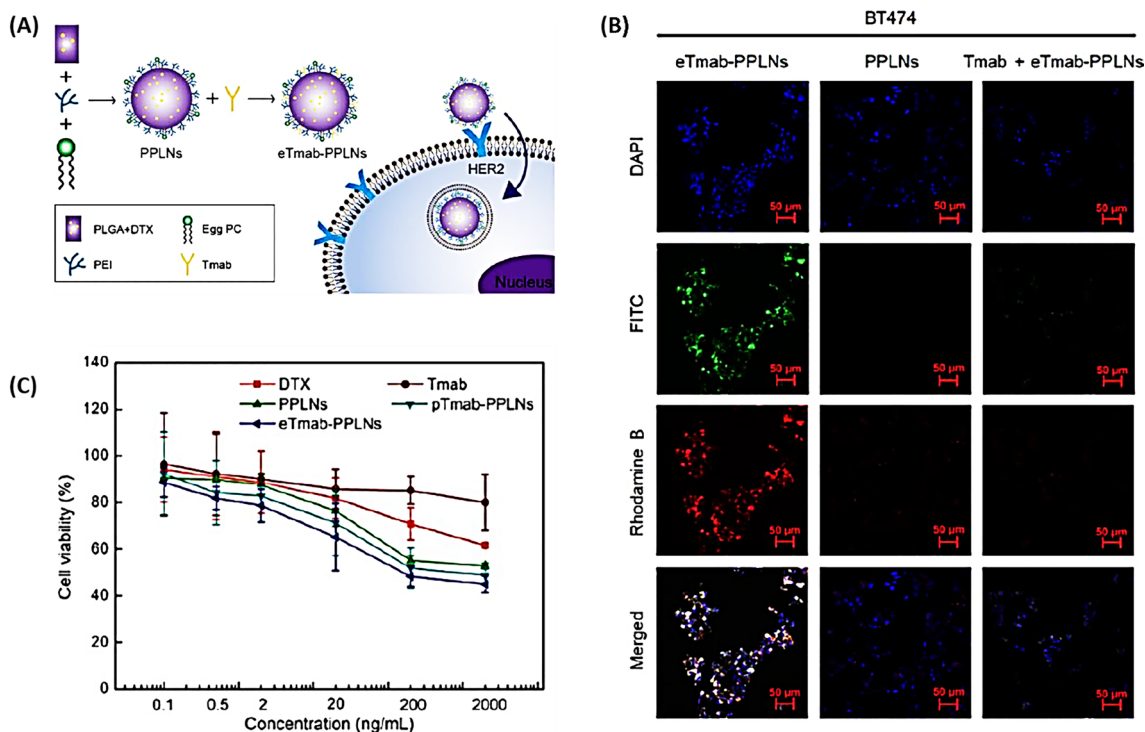 (A)
+
+
+
PPLNs
eTmab-PPLNs
HER2
Nucleus
PLGA+DTX
Egg PC
PEI
Tmab
(B)
BT474
eTmab-PPLNs PPLNs Tmab + eTmab-PPLNs
DAPI
50 µm 50 µm 50 µm
FITC
50 µm 50 µm 50 µm
Rhodamine B
50 µm 50 µm 50 µm
Merged
50 µm 50 µm 50 µm
(C)
Cell viability (%)
140
120
100
80
60
40
80
0
DTX Tmab
PPLNs pTmab-PPLNs
eTmab-PPLNs
0.1 0.5 2 20 200 2000
Concentration (ng/mL)